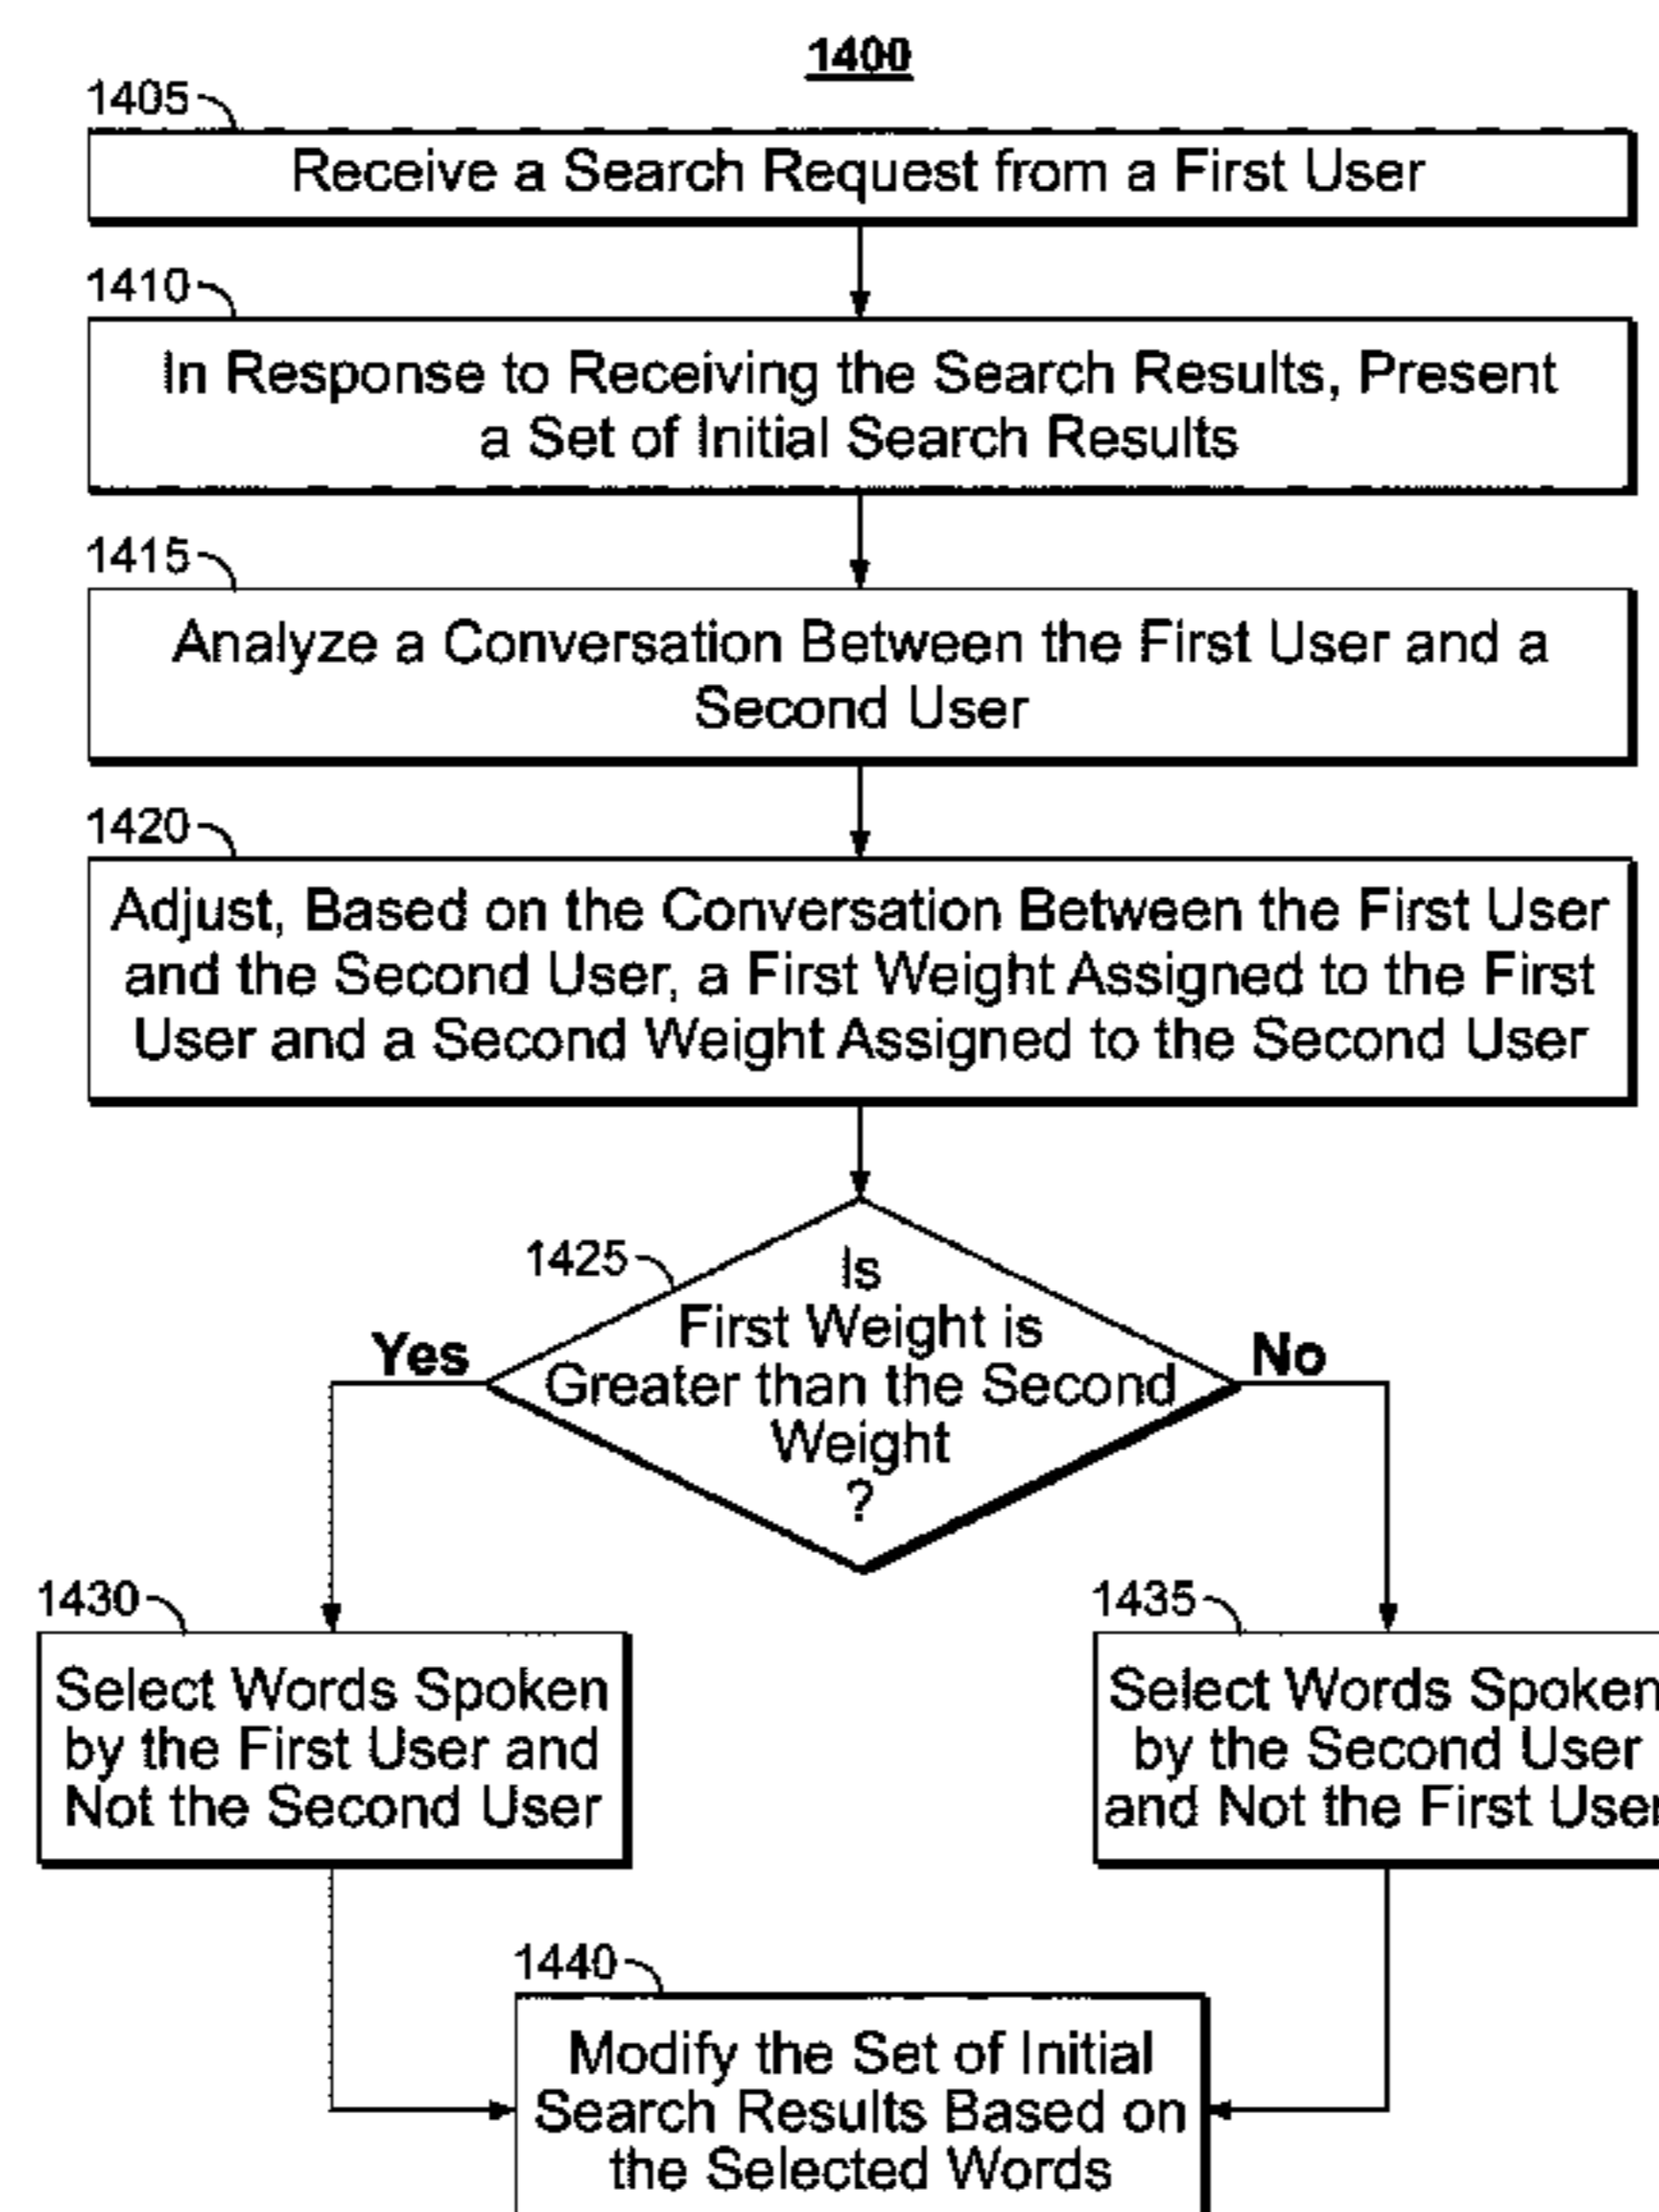 1400
1405
Receive a Search Request from a First User
1410
In Response to Receiving the Search Results, Present
a Set of Initial Search Results
1415
Analyze a Conversation Between the First User and a
Second User
1420
Adjust, Based on the Conversation Between the First User
and the Second User, a First Weight Assigned to the First
User and a Second Weight Assigned to the Second User
1425
Is
First Weight is
Greater than the Second
Weight
?
Yes
No
1430
Select Words Spoken
by the First User and
Not the Second User
1435
Select Words Spoken
by the Second User
and Not the First User
1440
Modify the Set of Initial
Search Results Based on
the Selected Words